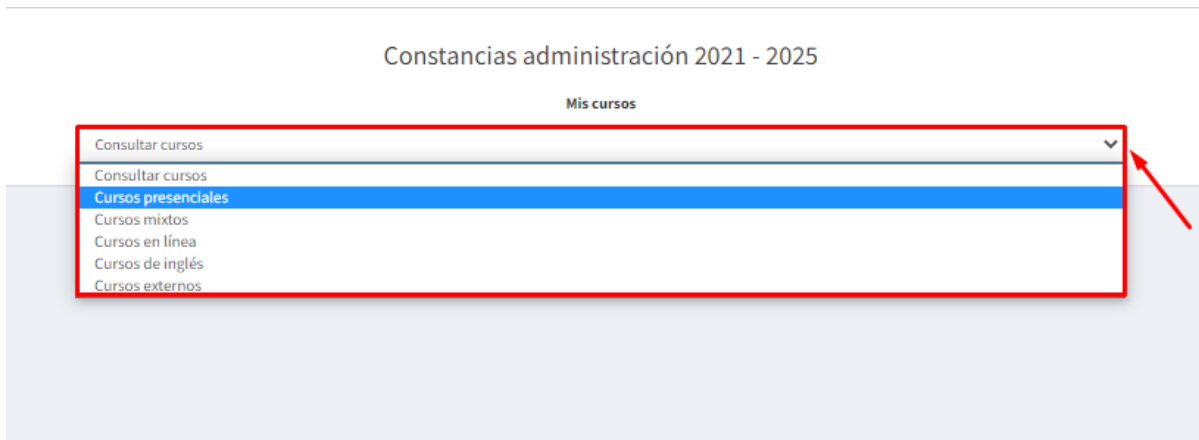 Constancias administración 2021 - 2025
Mis cursos
Consultar cursos
Consultar cursos
Cursos presenciales
Cursos mixtos
Cursos en línea
Cursos de inglés
Cursos externos